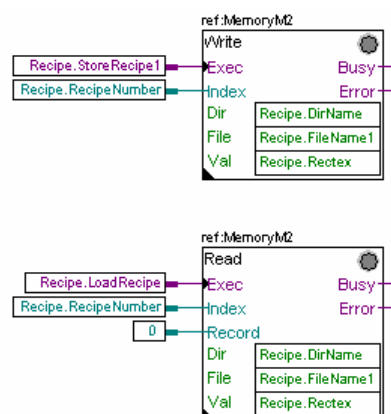 ref:MemoryM2
Write
Recipe.StoreRecipe1 Exec Busy
Recipe.RecipeNumber Index Error
Dir Recipe.DirName
File Recipe.FileName1
Val Recipe.Rectex
ref:MemoryM2
Read
Recipe.LoadRecipe Exec Busy
Recipe.RecipeNumber Index Error
0 Record
Dir Recipe.DirName
File Recipe.FileName1
Val Recipe.Rectex